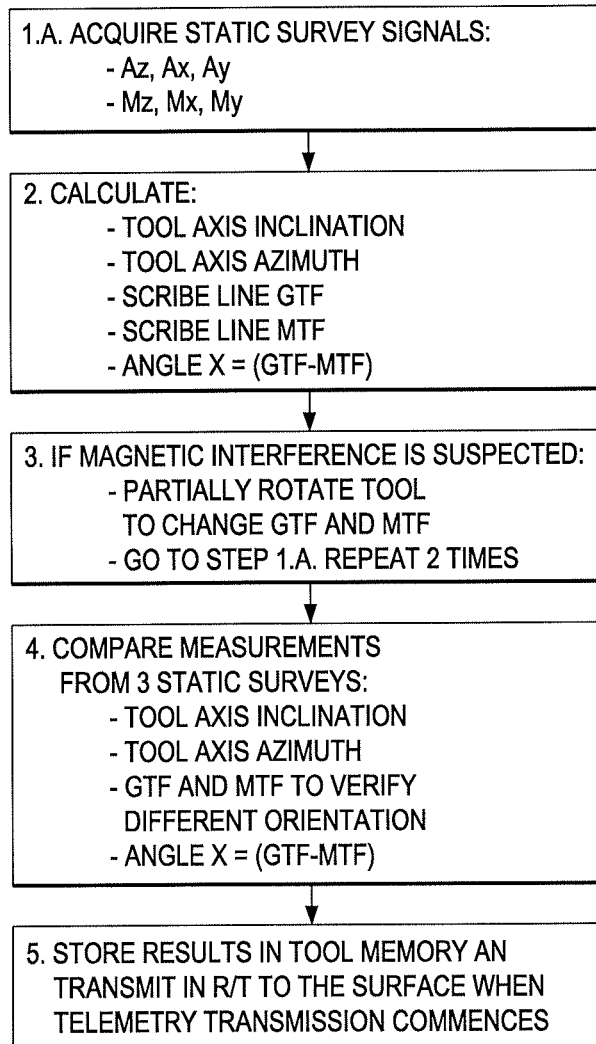 1.A. ACQUIRE STATIC SURVEY SIGNALS:
- Az, Ax, Ay
- Mz, Mx, My
2. CALCULATE:
- TOOL AXIS INCLINATION
- TOOL AXIS AZIMUTH
- SCRIBE LINE GTF
- SCRIBE LINE MTF
- ANGLE X = (GTF-MTF)
3. IF MAGNETIC INTERFERENCE IS SUSPECTED:
- PARTIALLY ROTATE TOOL
TO CHANGE GTF AND MTF
- GO TO STEP 1.A. REPEAT 2 TIMES
4. COMPARE MEASUREMENTS
FROM 3 STATIC SURVEYS:
- TOOL AXIS INCLINATION
- TOOL AXIS AZIMUTH
- GTF AND MTF TO VERIFY
DIFFERENT ORIENTATION
- ANGLE X = (GTF-MTF)
5. STORE RESULTS IN TOOL MEMORY AN
TRANSMIT IN R/T TO THE SURFACE WHEN
TELEMETRY TRANSMISSION COMMENCES